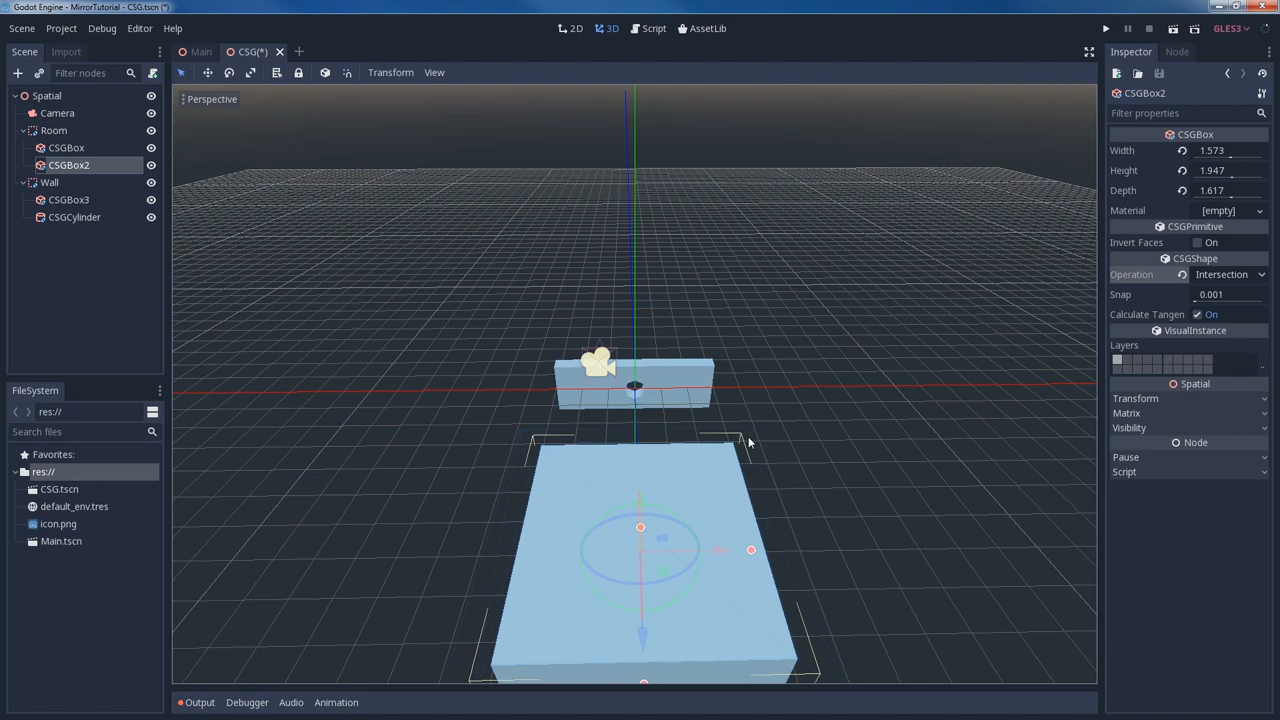 Godot Engine - MirrorTutorial - CSG.tscn (*)
Scene Project Debug Editor Help
2D 3D Script AssetLib
GLES3
Scene Import
Main CSG(*)
Inspector Node
Filter nodes
Transform View
Perspective
Spatial
Camera
Room
CSGBox
CSGBox2
Wall
CSGBox3
CSGCylinder
FileSystem
res://
Search files
Favorites:
res://
CSG.tscn
default_env.tres
icon.png
Main.tscn
Output Debugger Audio Animation
CSGBox2
Filter properties
CSGBox
Width 1.573
Height 1.947
Depth 1.617
Material [empty]
CSGPrimitive
Invert Faces On
CSGShape
Operation Intersection
Snap 0.001
Calculate Tangen On
VisualInstance
Layers
..
Spatial
Transform
Matrix
Visibility
Node
Pause
Script